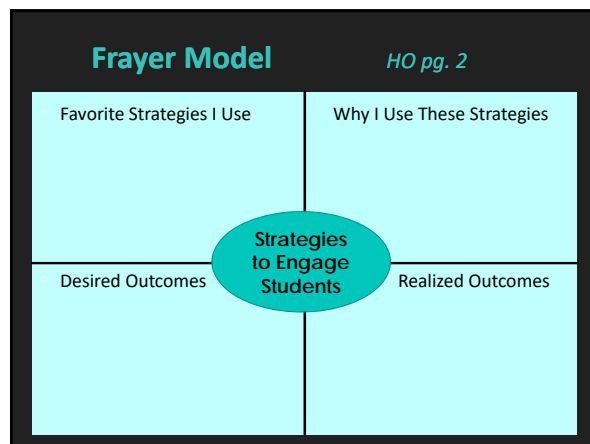 Frayer Model
HO pg. 2
Favorite Strategies I Use
Why I Use These Strategies
Strategies
to Engage
Students
Desired Outcomes
Realized Outcomes